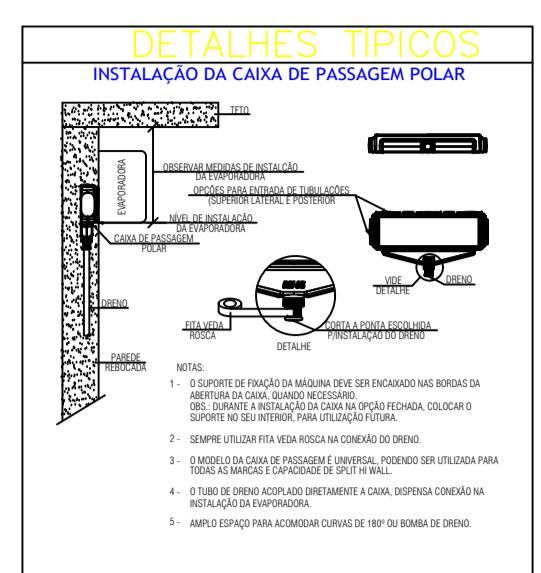 DETALHES TÍPICOS
INSTALAÇÃO DA CAIXA DE PASSAGEM POLAR
TETO
EVAPORADORA
OBSERVAR MEDIDAS DE INSTALÇÃO
DA EVAPORADORA
OPCÕES PARA ENTRADA DE TUBULACÕES
(SUPERIOR LATERAL E POSTERIOR
NÍVEL DE INSTALAÇÃO
DA EVAPORADORA
CAIXA DE PASSAGEM
POLAR
VIDE
DETALHE
DRENO
DRENO
FITA VEDA
ROSCA
CORTA A PONTA ESCOLHIDA
P/INSTALAÇÃO DO DRENO
DETALHE
PAREDE
REBOCADA
NOTAS:
1 - O SUPORTE DE FIXAÇÃO DA MÁQUINA DEVE SER ENCAIXADO NAS BORDAS DA
ABERTURA DA CAIXA, QUANDO NECESSÁRIO.
OBS.: DURANTE A INSTALAÇÃO DA CAIXA NA OPÇÃO FECHADA, COLOCAR O
SUPORTE NO SEU INTERIOR, PARA UTILIZAÇÃO FUTURA.
2 - SEMPRE UTILIZAR FITA VEDA ROSCA NA CONEXÃO DO DRENO.
3 - O MODELO DA CAIXA DE PASSAGEM É UNIVERSAL, PODENDO SER UTILIZADA PARA
TODAS AS MARCAS E CAPACIDADE DE SPLIT HI WALL.
4 - O TUBO DE DRENO ACOPLADO DIRETAMENTE A CAIXA, DISPENSA CONEXÃO NA
INSTALAÇÃO DA EVAPORADORA.
5 - AMPLO ESPAÇO PARA ACOMODAR CURVAS DE 180º OU BOMBA DE DRENO.